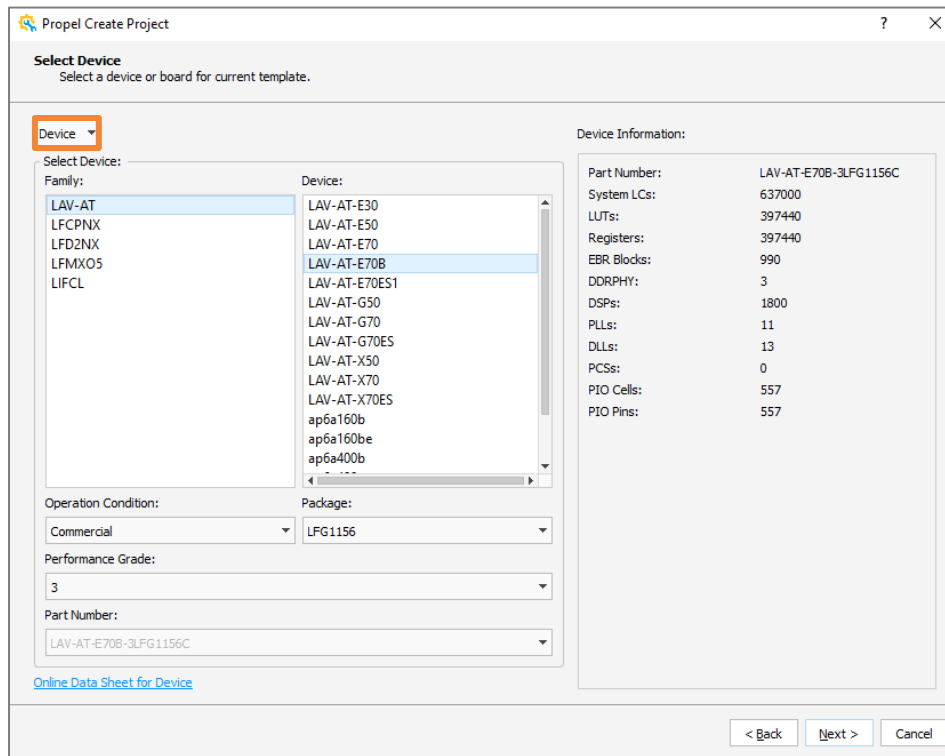 Propel Create Project
?
Select Device
Select a device or board for current template.
Device
Device Information:
Select Device:
Family:
Device:
LAV-AT
LFCPNX
LFD2NX
LFMXO5
LIFCL
LAV-AT-E30
LAV-AT-E50
LAV-AT-E70
LAV-AT-E70B
LAV-AT-E70ES1
LAV-AT-G50
LAV-AT-G70
LAV-AT-G70ES
LAV-AT-X50
LAV-AT-X70
LAV-AT-X70ES
ap6a160b
ap6a160be
ap6a400b
Part Number: LAV-AT-E70B-3LFG1156C
System LCs: 637000
LUTs: 397440
Registers: 397440
EBR Blocks: 990
DDRPHY: 3
DSPs: 1800
PLLs: 11
DLLs: 13
PCSs: 0
PIO Cells: 557
PIO Pins: 557
Operation Condition:
Package:
Commercial
LFG1156
Performance Grade:
3
Part Number:
LAV-AT-E70B-3LFG1156C
Online Data Sheet for Device
< Back
Next >
Cancel